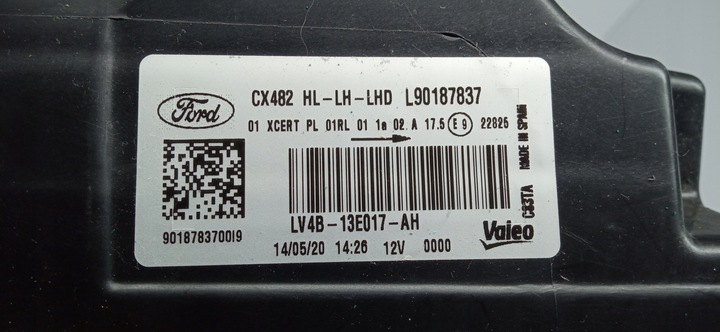 Ford
CX482 HL-LH-LHD L90187837
01 XCERT PL 01RL 01 1a 02 A 17.5 E9 22825
LV4B-13E017-AH
9018783700I9
14/05/20 14:26 12V 0000
Valeo
C83TA MADE IN SPAIN